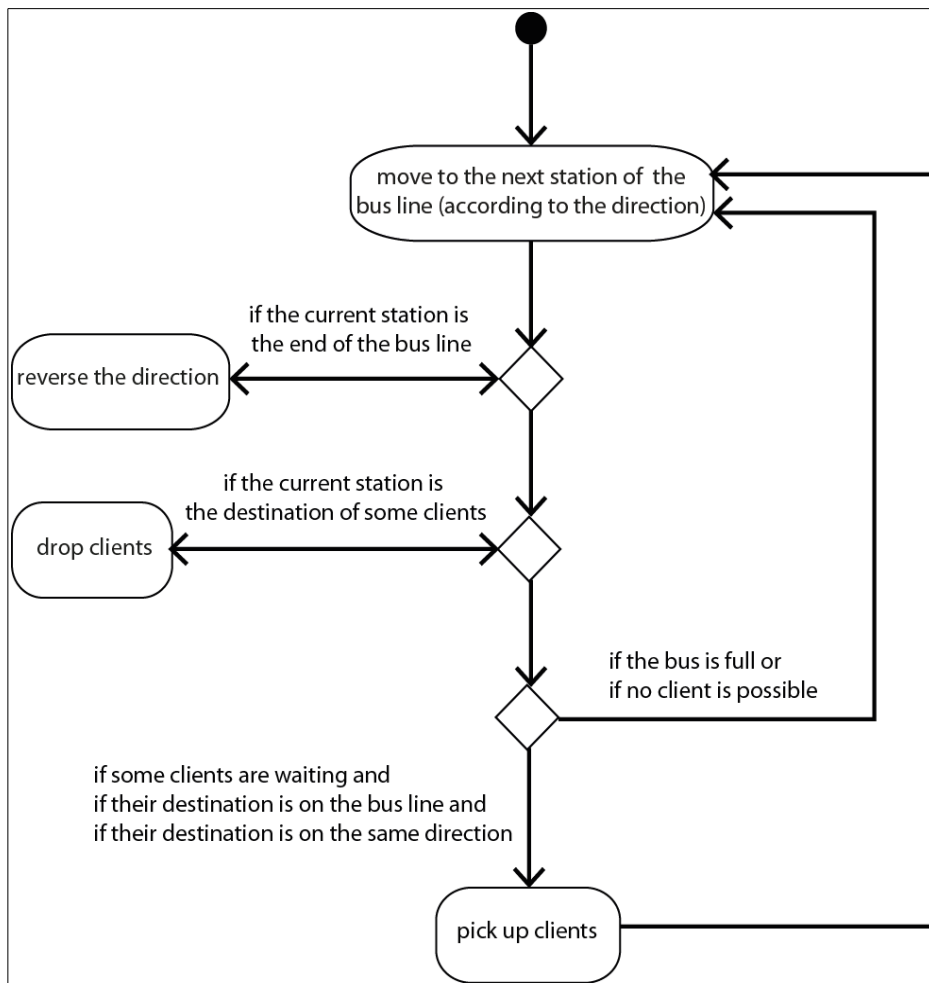 move to the next station of the
bus line (according to the direction)
if the current station is
the end of the bus line
reverse the direction
if the current station is
the destination of some clients
drop clients
if the bus is full or
if no client is possible
if some clients are waiting and
if their destination is on the bus line and
if their destination is on the same direction
pick up clients